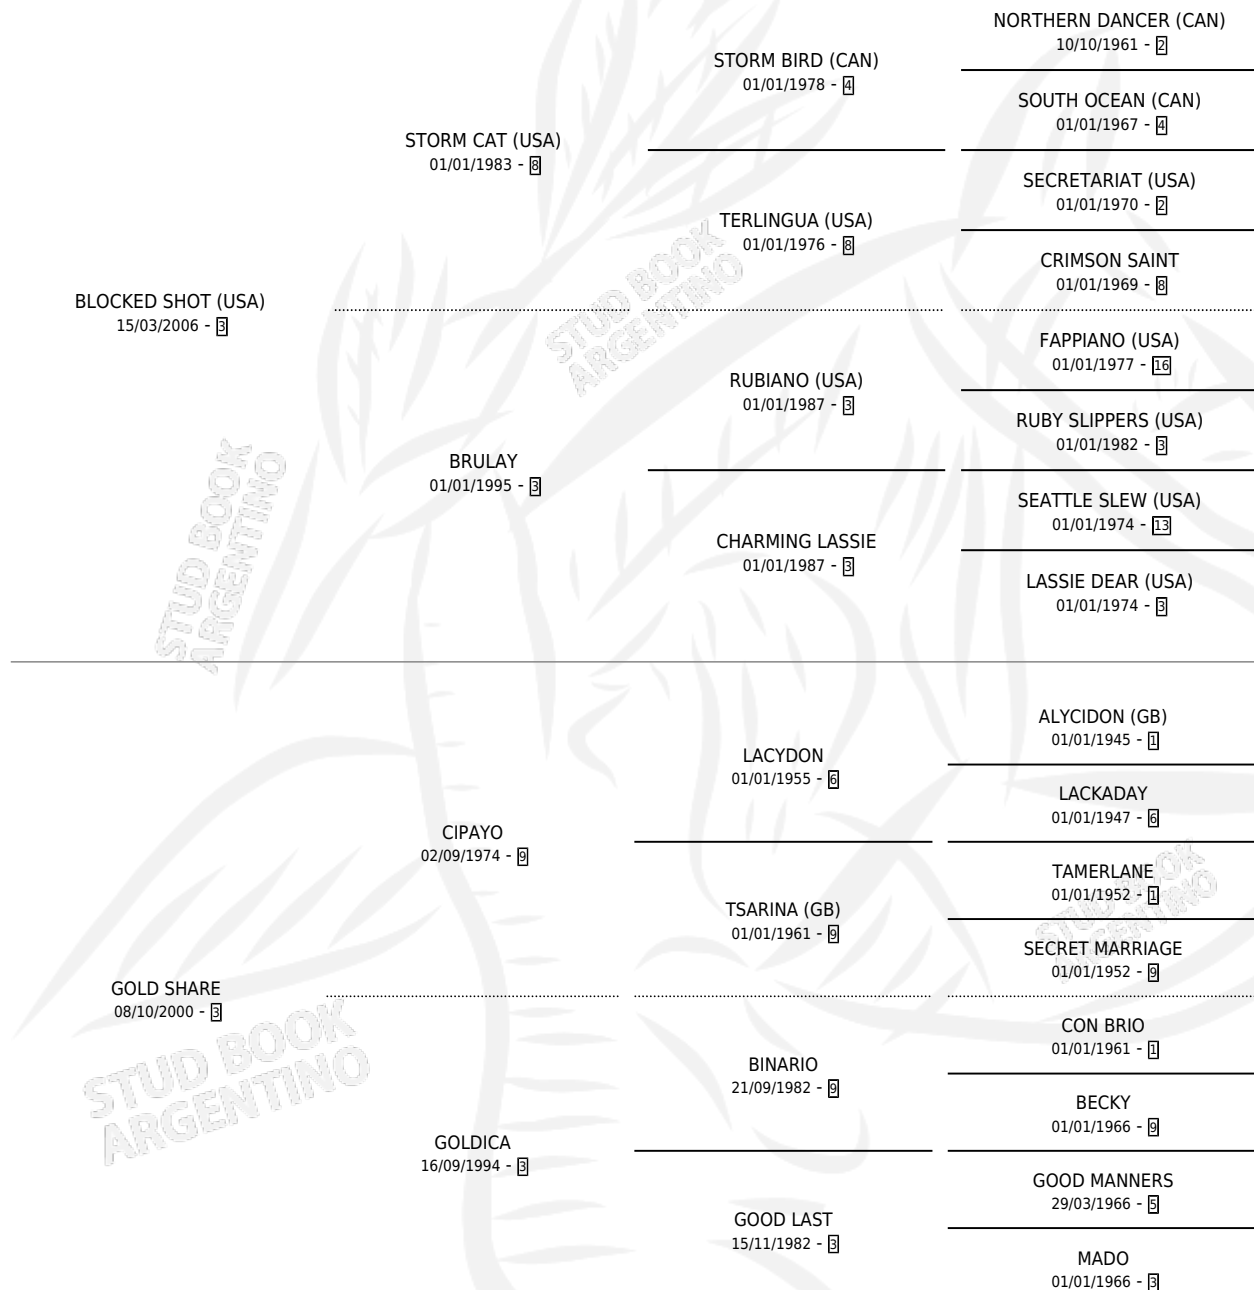 NORTHERN DANCER (CAN)
10/10/1961 - 2
STORM BIRD (CAN)
01/01/1978 - 4
SOUTH OCEAN (CAN)
01/01/1967 - 4
STORM CAT (USA)
01/01/1983 - 8
SECRETARIAT (USA)
01/01/1970 - 2
TERLINGUA (USA)
01/01/1976 - 8
CRIMSON SAINT
01/01/1969 - 8
BLOCKED SHOT (USA)
15/03/2006 - 3
FAPPIANO (USA)
01/01/1977 - 16
RUBIANO (USA)
01/01/1987 - 3
RUBY SLIPPERS (USA)
01/01/1982 - 3
BRULAY
01/01/1995 - 3
SEATTLE SLEW (USA)
01/01/1974 - 13
CHARMING LASSIE
01/01/1987 - 3
LASSIE DEAR (USA)
01/01/1974 - 3
STUD BOOK
ARGENTINO
STUD BOOK
ARGENTINO
ALYCIDON (GB)
01/01/1945 - 1
LACYDON
01/01/1955 - 6
LACKADAY
01/01/1947 - 6
CIPAYO
02/09/1974 - 9
TAMERLANE
01/01/1952 - 1
TSARINA (GB)
01/01/1961 - 9
SECRET MARRIAGE
01/01/1952 - 9
GOLD SHARE
08/10/2000 - 3
CON BRIO
01/01/1961 - 1
BINARIO
21/09/1982 - 9
BECKY
01/01/1966 - 9
GOLDICA
16/09/1994 - 3
GOOD MANNERS
29/03/1966 - 5
GOOD LAST
15/11/1982 - 3
MADO
01/01/1966 - 3
STUD BOOK
ARGENTINO
STUD BOOK
ARGENTINO